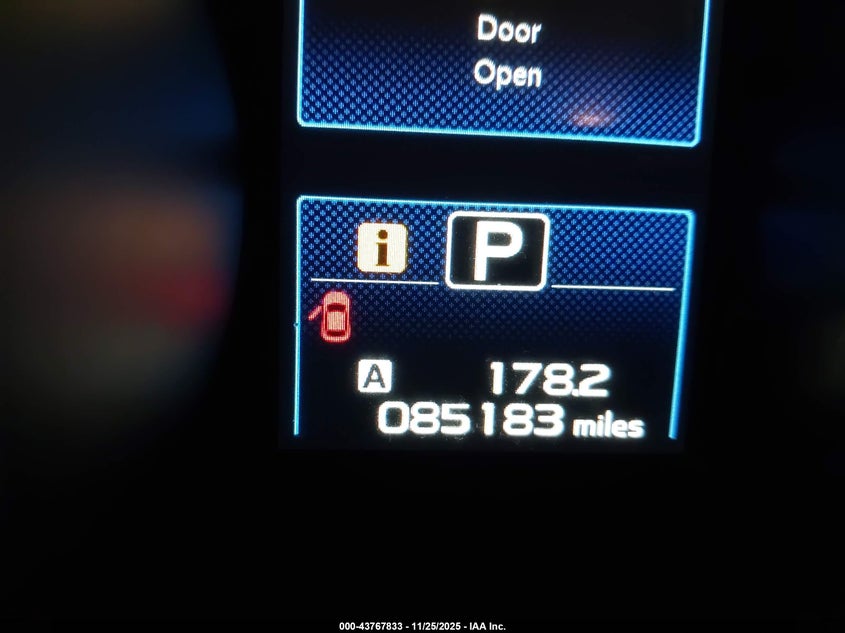 Door
Open
i P
A 178.2
085183 miles
000-43767833 - 11/25/2025 - IAA Inc.